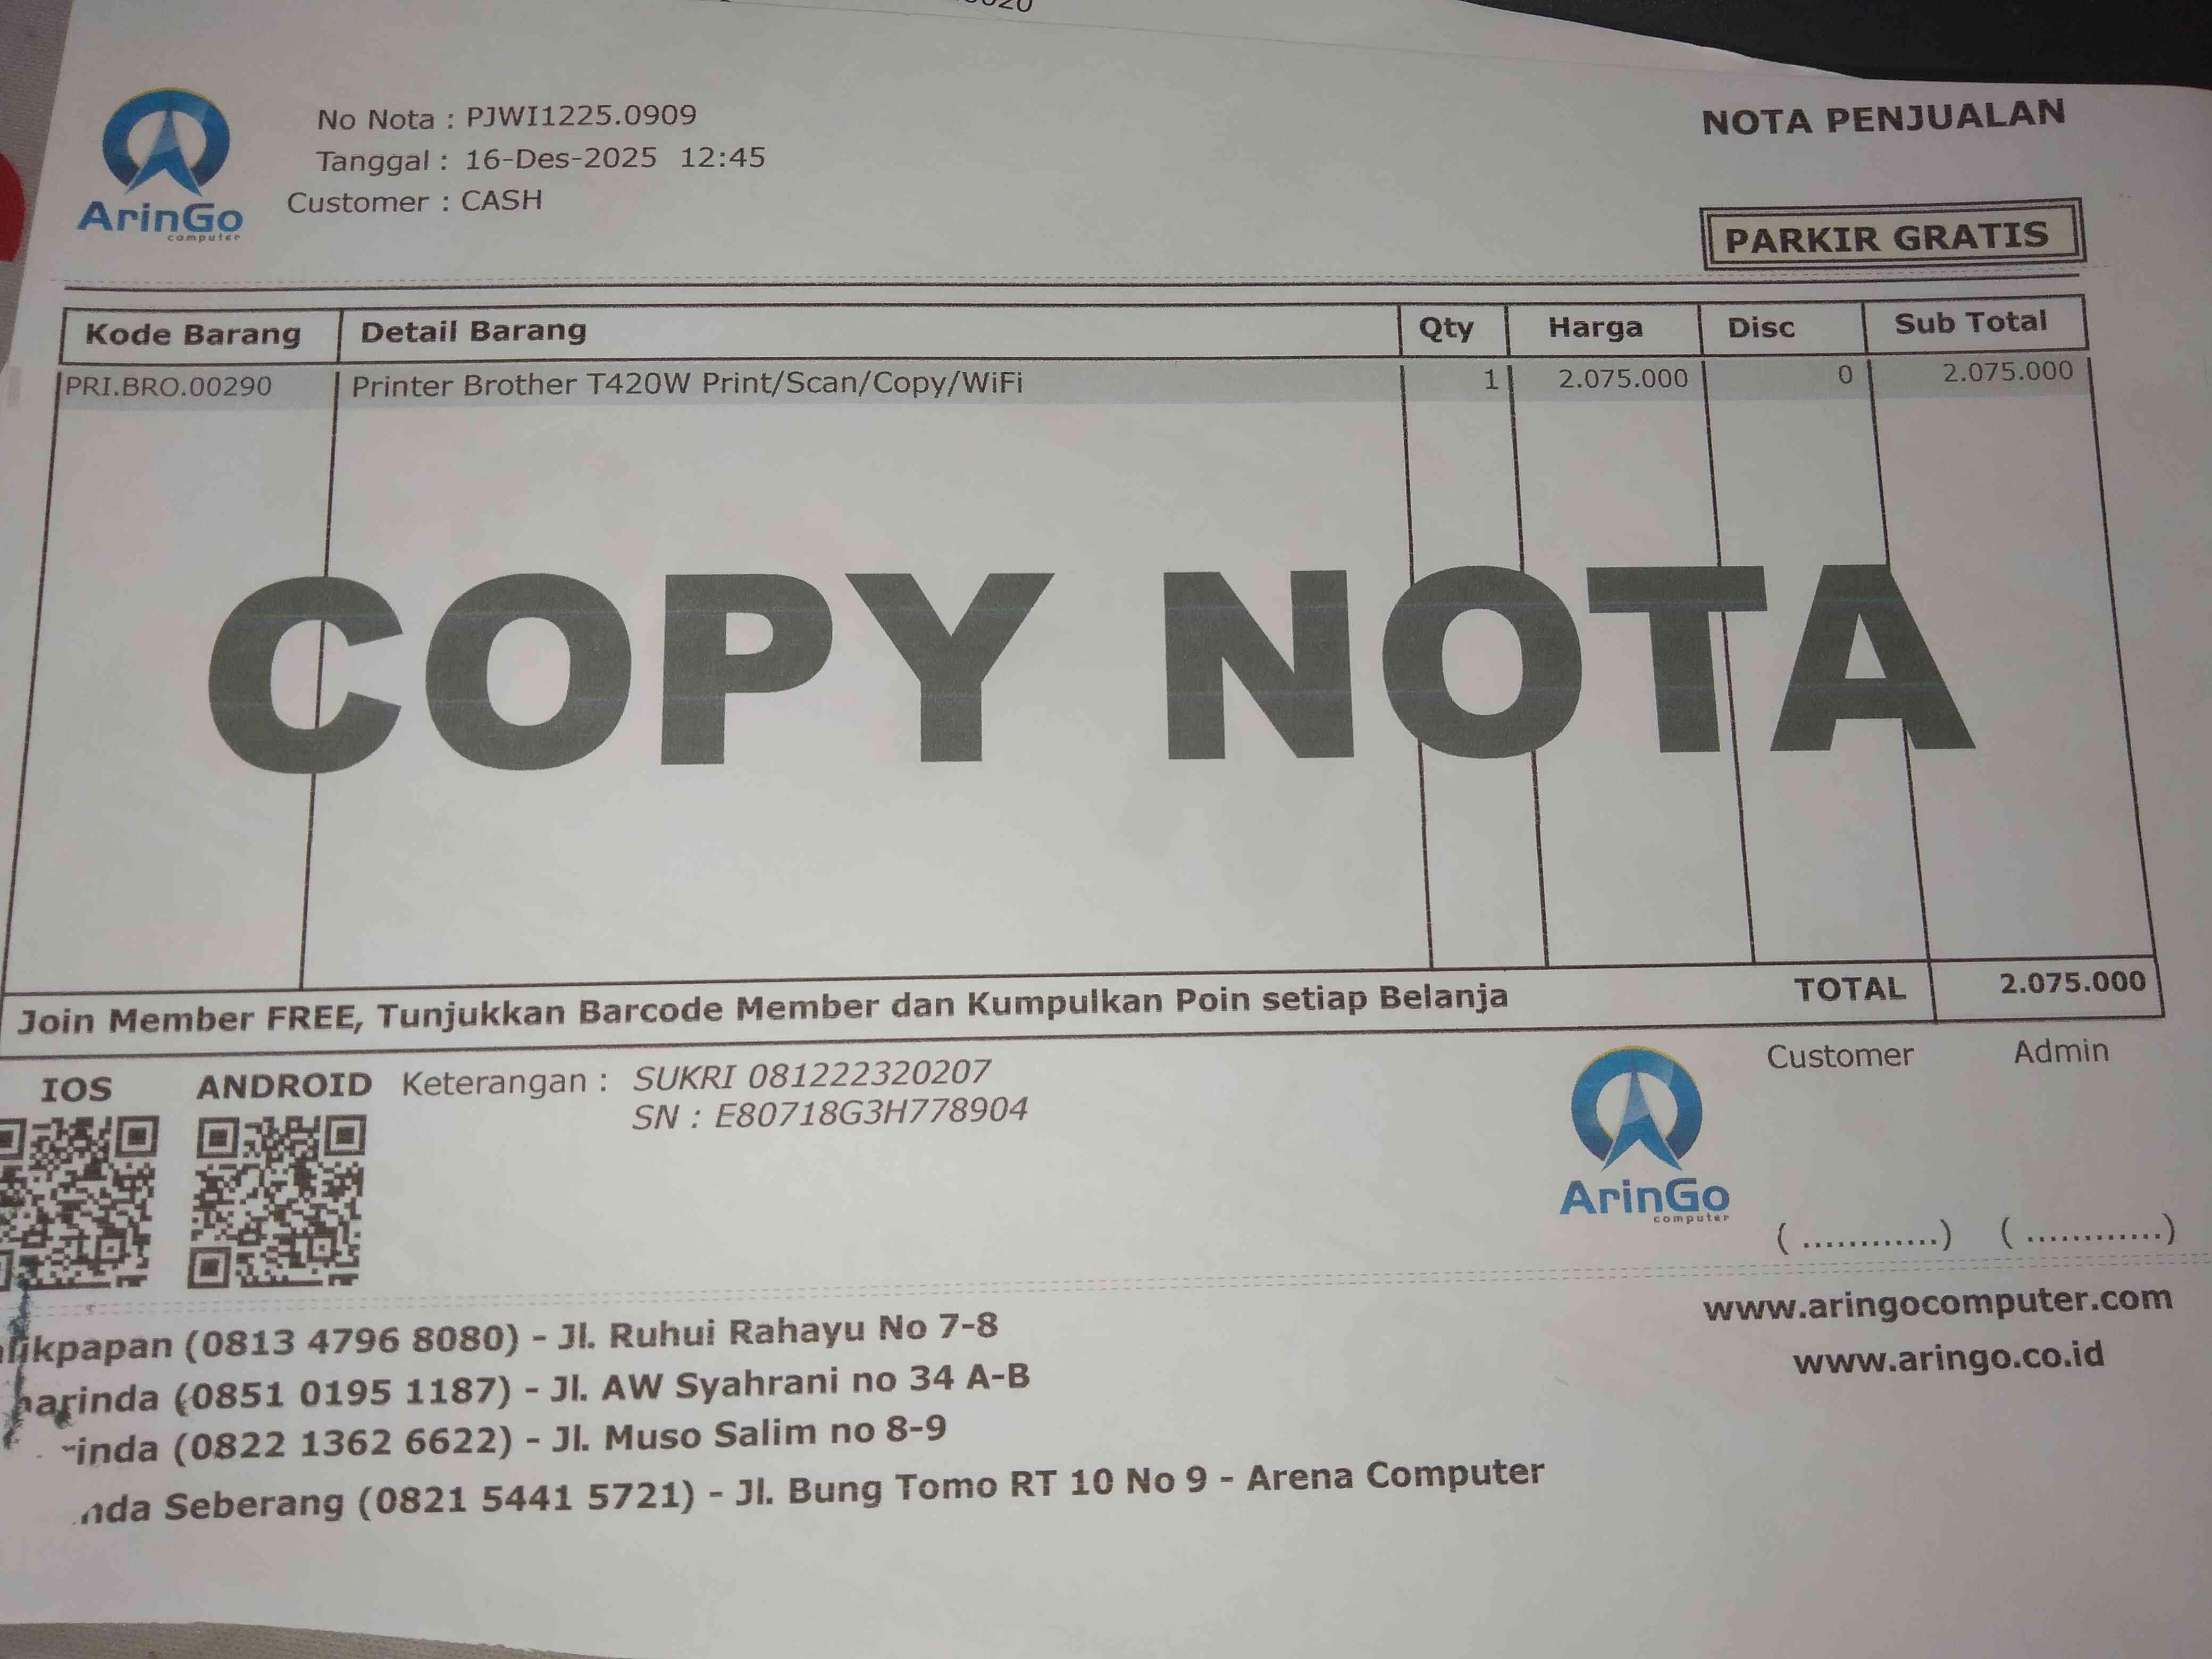 ArinGo
computer
No Nota : PJWI1225.0909
Tanggal : 16-Des-2025 12:45
Customer : CASH
NOTA PENJUALAN
PARKIR GRATIS
Kode Barang Detail Barang Qty Harga Disc Sub Total
PRI.BRO.00290 Printer Brother T420W Print/Scan/Copy/WiFi 1 2.075.000 0 2.075.000
COPY NOTA
Join Member FREE, Tunjukkan Barcode Member dan Kumpulkan Poin setiap Belanja TOTAL 2.075.000
IOS ANDROID Keterangan : SUKRI 081222320207
SN : E80718G3H778904
ArinGo
computer
Customer Admin
( ............) ( ............)
(0813 4796 8080) - Jl. Ruhui Rahayu No 7-8
(0851 0195 1187) - Jl. AW Syahrani no 34 A-B
(0822 1362 6622) - Jl. Muso Salim no 8-9
Seberang (0821 5441 5721) - Jl. Bung Tomo RT 10 No 9 - Arena Computer
www.aringocomputer.com
www.aringo.co.id